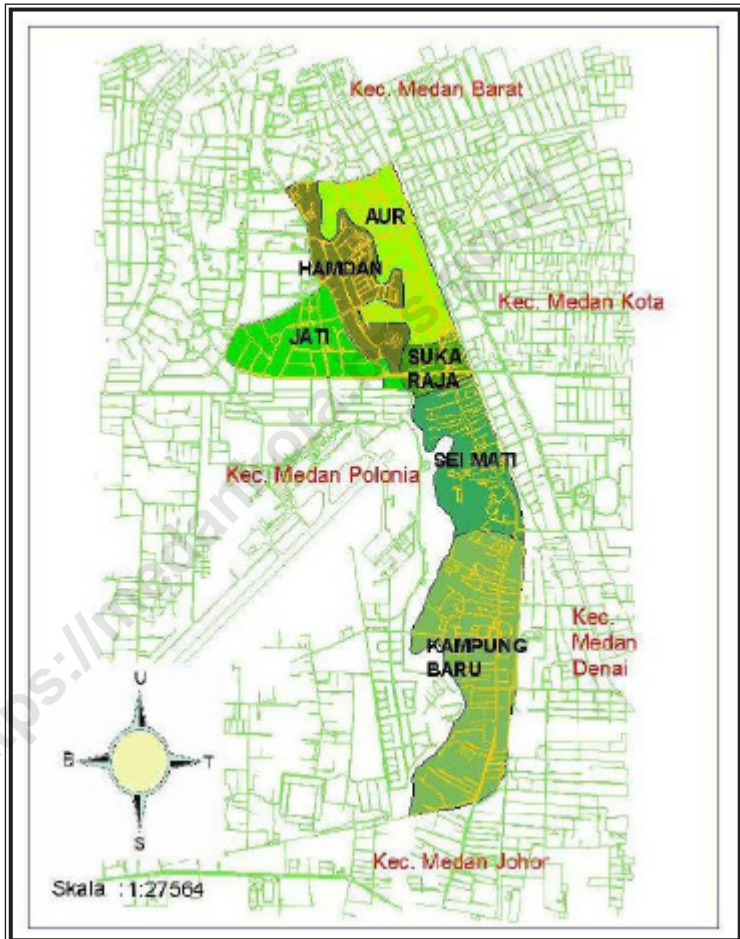 Kec. Medan Barat
AUR
HAMDAN
Kec. Medan Kota
JATI
SUKA
RAJA
SEI MATI
Kec. Medan Polonia
Kec.
Medan
Denai
KAMPUNG
BARU
U
B
T
S
Kec. Medan Johor
Skala : 1:27564